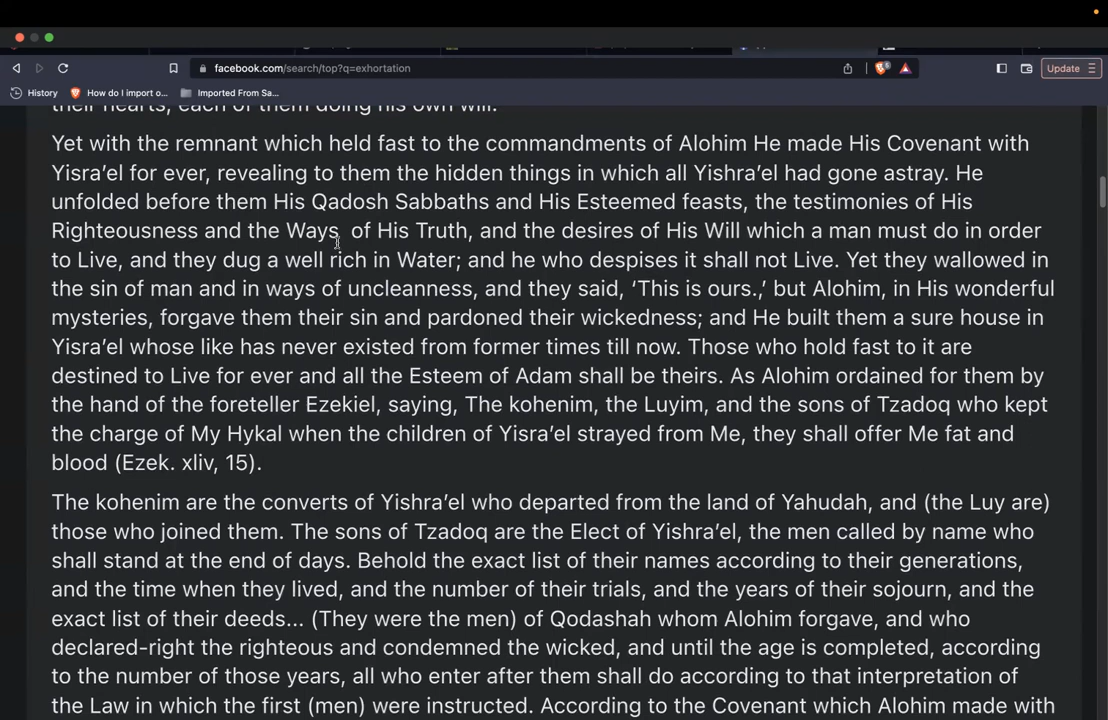 facebook.com/search/top?q=exhortation
6
Update
History
How do I import o...
Imported From Sa...
their hearts, each of them doing his own will.
Yet with the remnant which held fast to the commandments of Alohim He made His Covenant with
Yisra’el for ever, revealing to them the hidden things in which all Yishra’el had gone astray. He
unfolded before them His Qadosh Sabbaths and His Esteemed feasts, the testimonies of His
Righteousness and the Ways  of His Truth, and the desires of His Will which a man must do in order
to Live, and they dug a well rich in Water; and he who despises it shall not Live. Yet they wallowed in
the sin of man and in ways of uncleanness, and they said, ‘This is ours.,’ but Alohim, in His wonderful
mysteries, forgave them their sin and pardoned their wickedness; and He built them a sure house in
Yisra’el whose like has never existed from former times till now. Those who hold fast to it are
destined to Live for ever and all the Esteem of Adam shall be theirs. As Alohim ordained for them by
the hand of the foreteller Ezekiel, saying, The kohenim, the Luyim, and the sons of Tzadoq who kept
the charge of My Hykal when the children of Yisra’el strayed from Me, they shall offer Me fat and
blood (Ezek. xliv, 15).
The kohenim are the converts of Yishra’el who departed from the land of Yahudah, and (the Luy are)
those who joined them. The sons of Tzadoq are the Elect of Yishra’el, the men called by name who
shall stand at the end of days. Behold the exact list of their names according to their generations,
and the time when they lived, and the number of their trials, and the years of their sojourn, and the
exact list of their deeds... (They were the men) of Qodashah whom Alohim forgave, and who
declared-right the righteous and condemned the wicked, and until the age is completed, according
to the number of those years, all who enter after them shall do according to that interpretation of
the Law in which the first (men) were instructed. According to the Covenant which Alohim made with